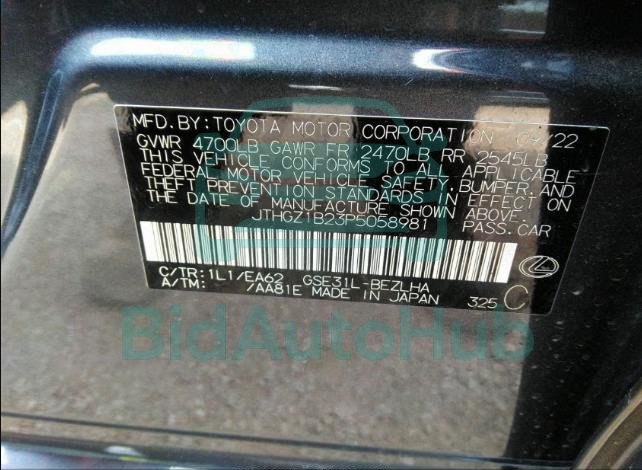 MFD. BY: TOYOTA MOTOR CORPORATION 09/22
GVWR 4700LB GAWR FR 2470LB RR 2545LB
THIS VEHICLE CONFORMS TO ALL APPLICABLE
FEDERAL MOTOR VEHICLE SAFETY, BUMPER, AND
THEFT PREVENTION STANDARDS IN EFFECT ON THE
DATE OF MANUFACTURE SHOWN ABOVE.
JTHGZ1B23P5058981 PASS.CAR
C/TR: 1L1/EA62 GSE31L-BEZLHA
A/TM: /AA81E MADE IN JAPAN 325 C
BidAutoHub